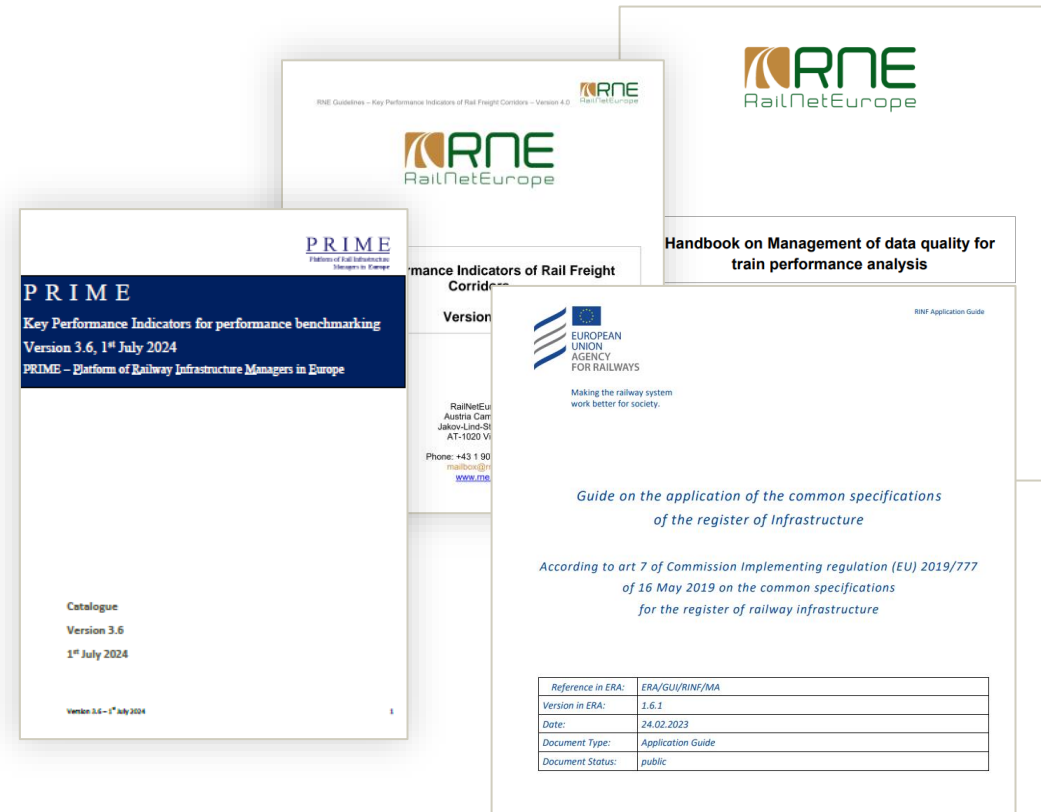 RNE
RailNetEurope
Handbook on Management of data quality for
train performance analysis
RNE Guidelines – Key Performance Indicators of Rail Freight Corridors – Version 4.0
RNE
RailNetEurope
RNE
RailNetEurope
mance Indicators of Rail Freight
Corridors
Version
RailNetEu
Austria Cam
Jakov-Lind-St
AT-1020 Vi
Phone: +43 1 90
mailbox@r
www.rne
PRIME
Platform of Rail Infrastructure
Managers in Europe
PRIME
Key Performance Indicators for performance benchmarking
Version 3.6, 1st July 2024
PRIME – Platform of Railway Infrastructure Managers in Europe
Catalogue
Version 3.6
1st July 2024
Version 3.6 – 1st July 2024
1
EUROPEAN
UNION
AGENCY
FOR RAILWAYS
Making the railway system
work better for society.
RINF Application Guide
Guide on the application of the common specifications
of the register of Infrastructure
According to art 7 of Commission Implementing regulation (EU) 2019/777
of 16 May 2019 on the common specifications
for the register of railway infrastructure
Reference in ERA: ERA/GUI/RINF/MA
Version in ERA: 1.6.1
Date: 24.02.2023
Document Type: Application Guide
Document Status: public